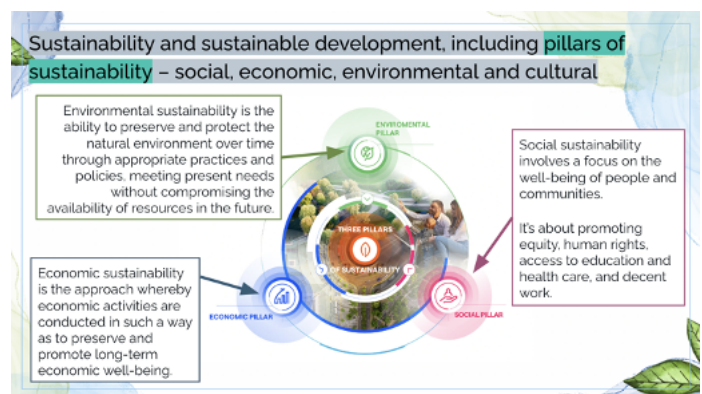 Sustainability and sustainable development, including pillars of
sustainability – social, economic, environmental and cultural
Environmental sustainability is the
ability to preserve and protect the
natural environment over time
through appropriate practices and
policies, meeting present needs
without compromising the
availability of resources in the future.
ENVIROMENTAL
PILLAR
Social sustainability
involves a focus on the
well-being of people and
communities.
It's about promoting
equity, human rights,
access to education and
health care, and decent
work.
THREE PILLARS
OF SUSTAINABILITY
Economic sustainability
is the approach whereby
economic activities are
conducted in such a way
as to preserve and
promote long-term
economic well-being.
ECONOMIC PILLAR
SOCIAL PILLAR